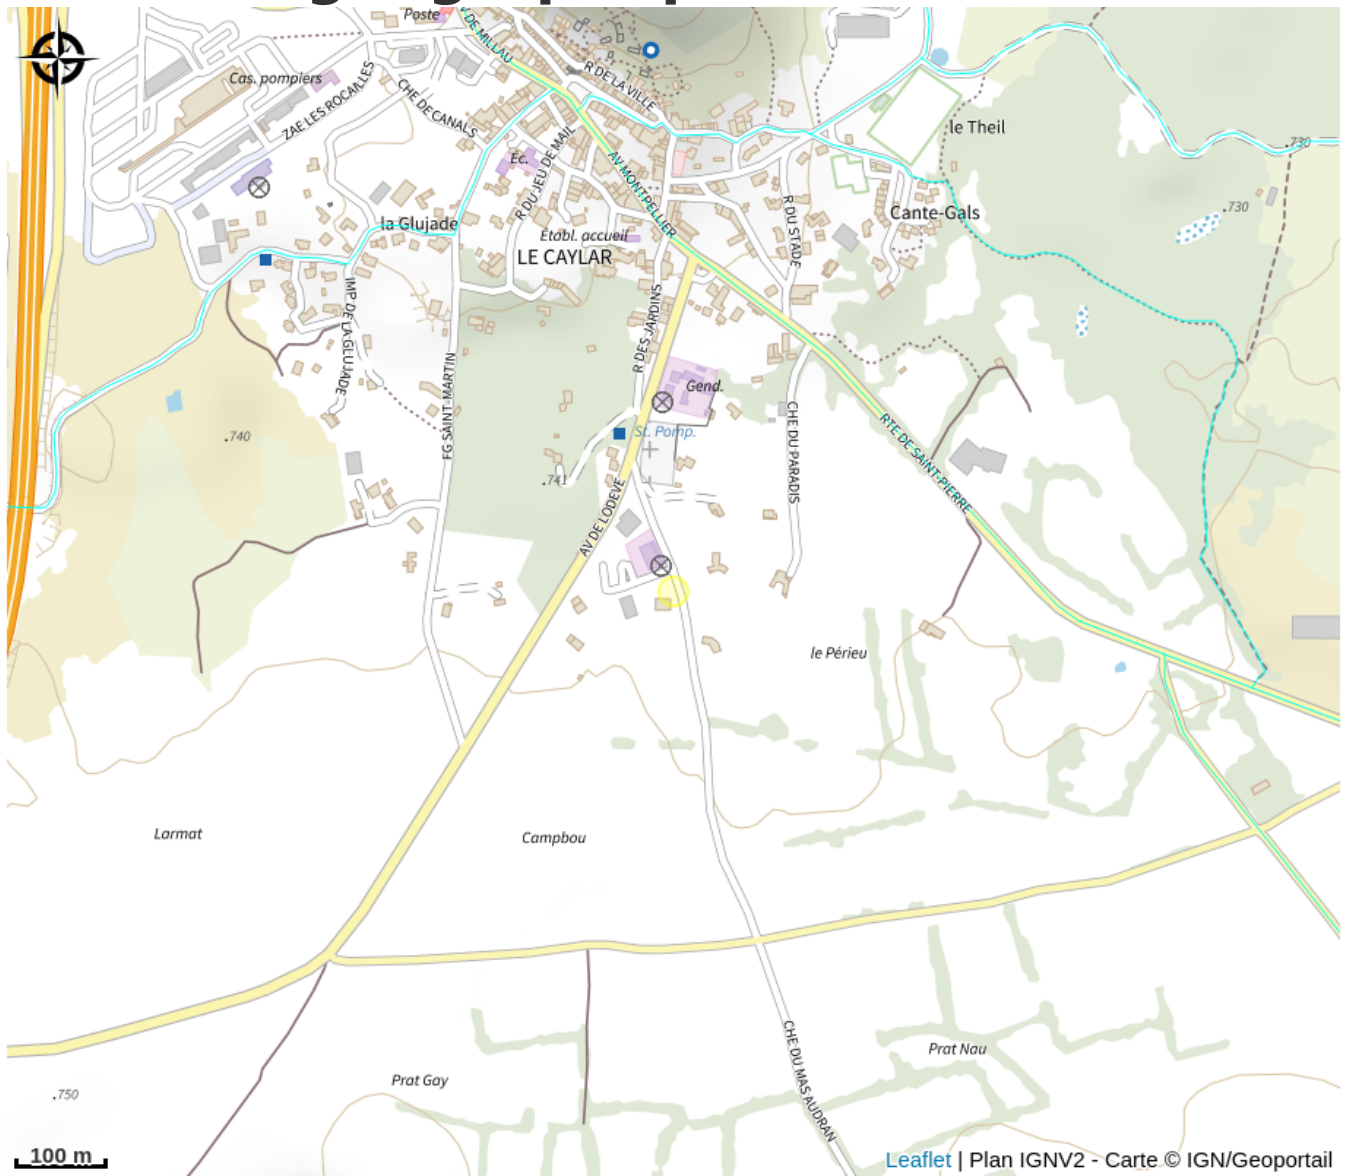 Poste
AV DE MILLAU
Cas. pompiers
R DE LA VILLE
ZAE LES ROCAILLES
CHE DE CANALS
le Theil
.730
Ec.
R DU JEU DE MAIL
AV MONTPELLIER
R DU STADE
.730
Cante-Gals
la Glujade
Etabl. accueil
LE CAYLAR
IMP DE LA GLUJADE
R DES JARDINS
FG SAINT-MARTIN
Gend.
CHE DU PARADIS
RTE DE SAINT-PIERRE
St. Pomp.
.740
.741
AV DE LODEVE
le Périeu
Larmat
Campbou
CHE DU MAS AUDRAN
Prat Nau
Prat Gay
.750
100 m
Leaflet | Plan IGNV2 - Carte © IGN/Geoportail